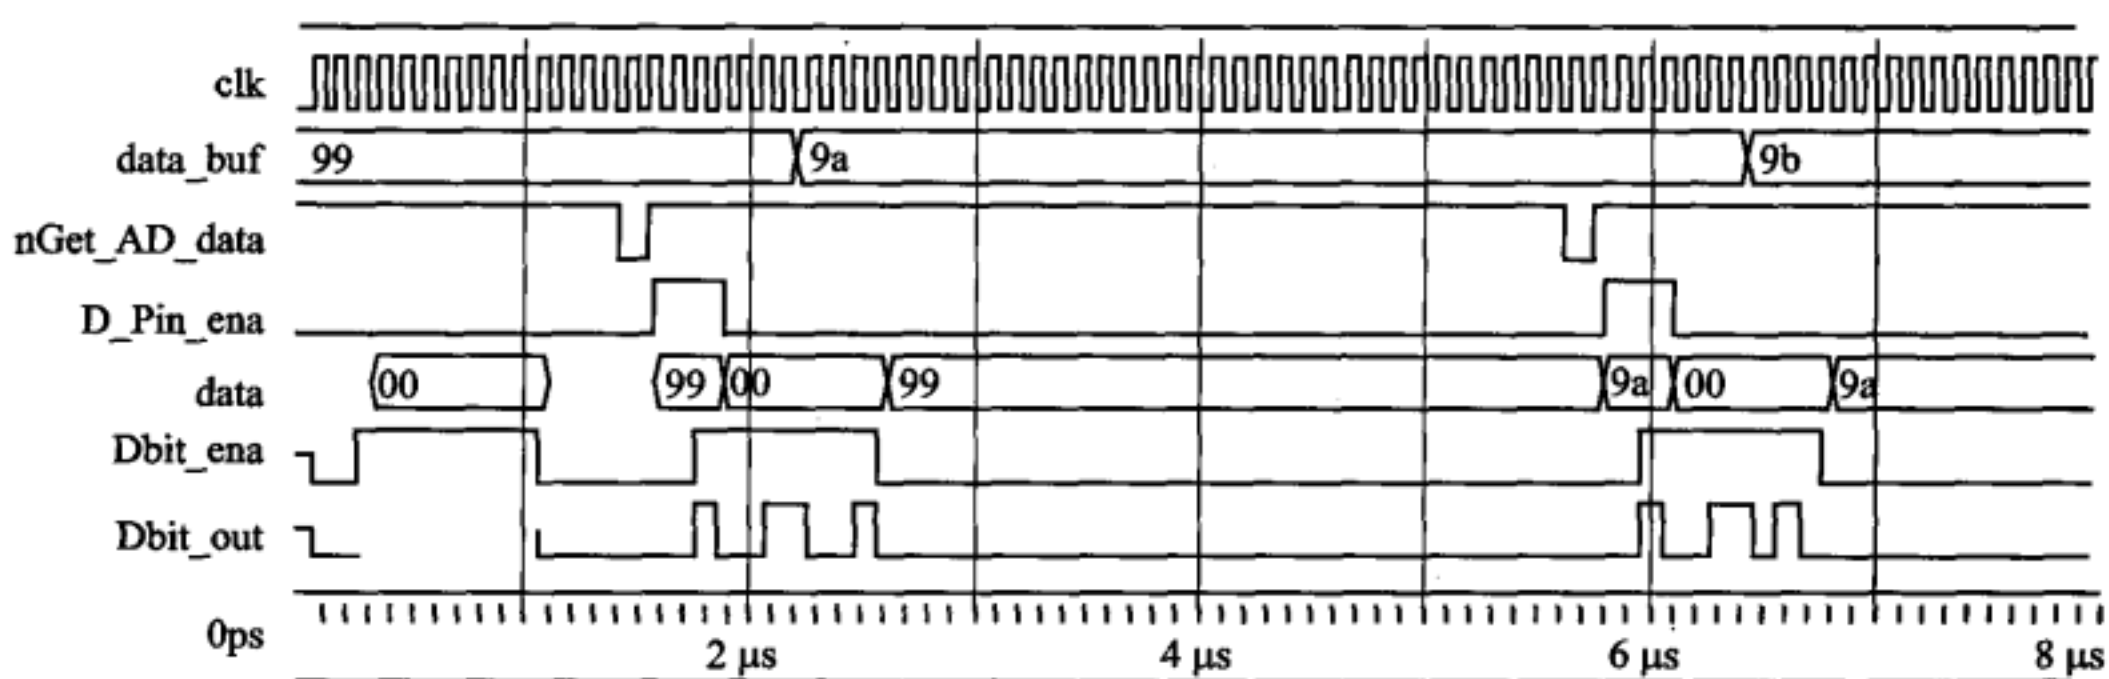 clk
data_buf 99 9a 9b
nGet_AD_data
D_Pin_ena
data 00 99 00 99 9a 00 9a
Dbit_ena
Dbit_out
0ps 2 μs 4 μs 6 μs 8 μs